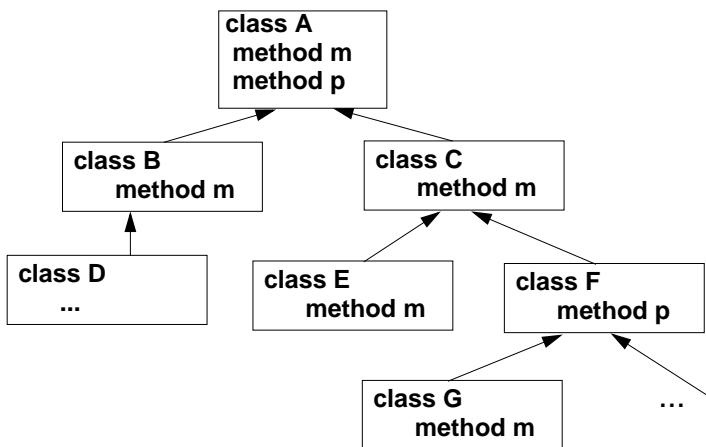 class A
method m
method p
class B
method m
class C
method m
class D
...
class E
method m
class F
method p
class G
method m
...